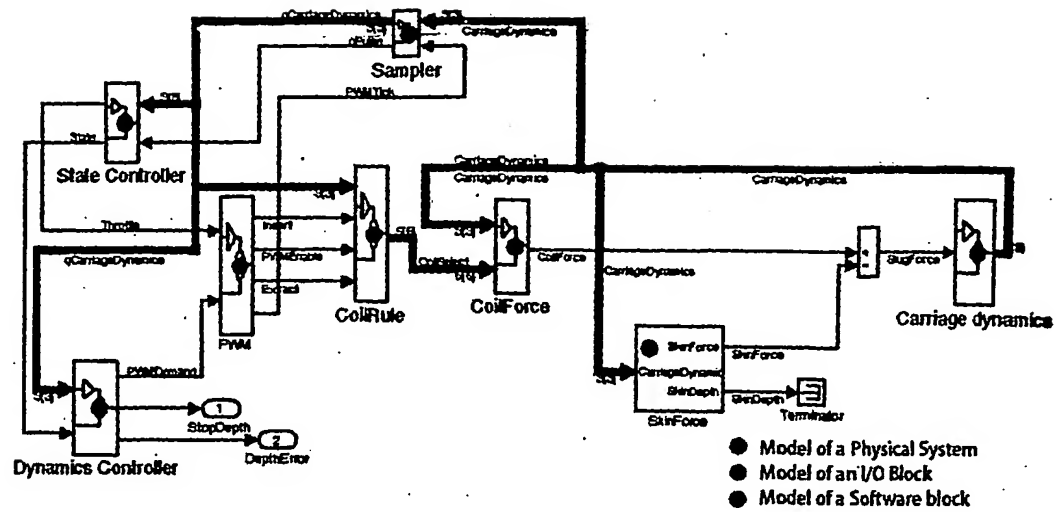 qCarriageDynamics
CarriageDynamics
Sampler
PWMTick
State
State Controller
CarriageDynamics
CarriageDynamics
CarriageDynamics
Throttle
qCarriageDynamics
Insert
PWMEnable
Extract
PWM
CoilRule
CoilSelect
CoilForce
CoilForce
CarriageDynamics
SlugForce
Carriage dynamics
PWMDemand
SkinForce
SkinForce
CarriageDynamic
SkinDepth
SkinDepth
SkinForce
Terminator
1
StopDepth
2
DepthError
Dynamics Controller
Model of a Physical System
Model of an I/O Block
Model of a Software block